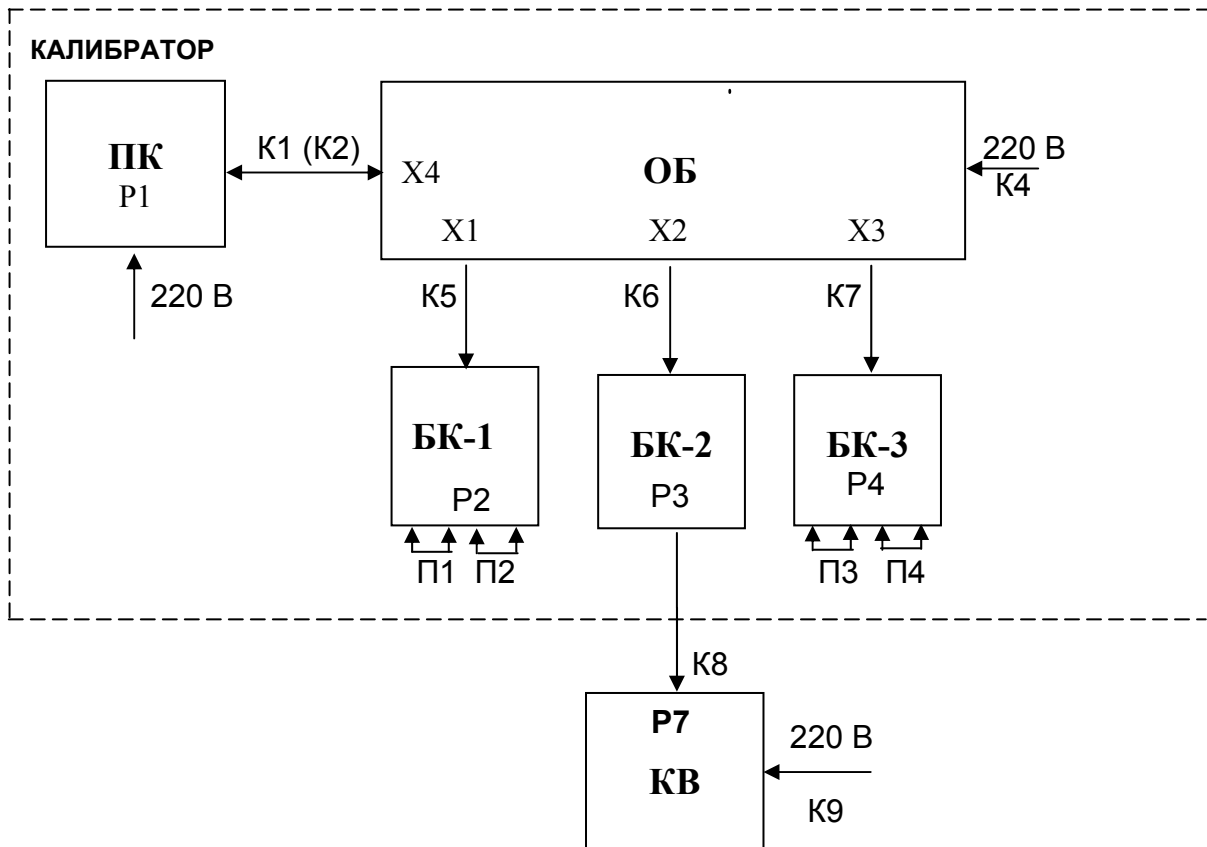 КАЛИБРАТОР
ПК
Р1
К1 (К2)
Х4
ОБ
220 В
К4
Х1
Х2
Х3
220 В
К5
К6
К7
БК-1
Р2
БК-2
Р3
БК-3
Р4
П1
П2
П3
П4
К8
Р7
КВ
220 В
К9